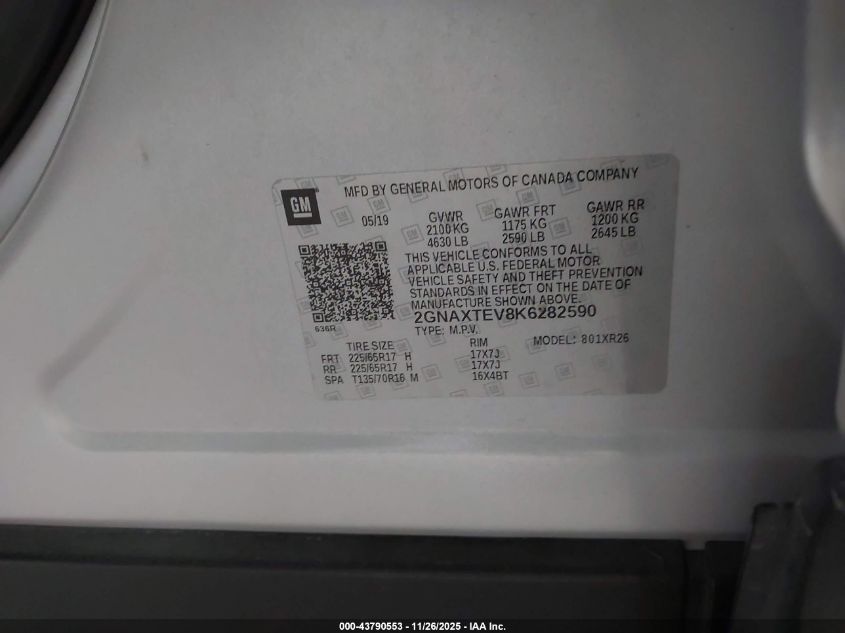 GM
MFD BY GENERAL MOTORS OF CANADA COMPANY
05/19 GVWR GAWR FRT GAWR RR
2100 KG 1175 KG 1200 KG
4630 LB 2590 LB 2645 LB
THIS VEHICLE CONFORMS TO ALL
APPLICABLE U.S. FEDERAL MOTOR
VEHICLE SAFETY AND THEFT PREVENTION
STANDARDS IN EFFECT ON THE DATE OF
MANUFACTURE SHOWN ABOVE.
2GNAXTEV8K6282590
636R
TYPE: M.P.V.
TIRE SIZE RIM MODEL: 801XR26
FRT 225/65R17 H 17X7J
RR 225/65R17 H 17X7J
SPA T135/70R16 M 16X4BT
000-43790553 - 11/26/2025 - IAA Inc.